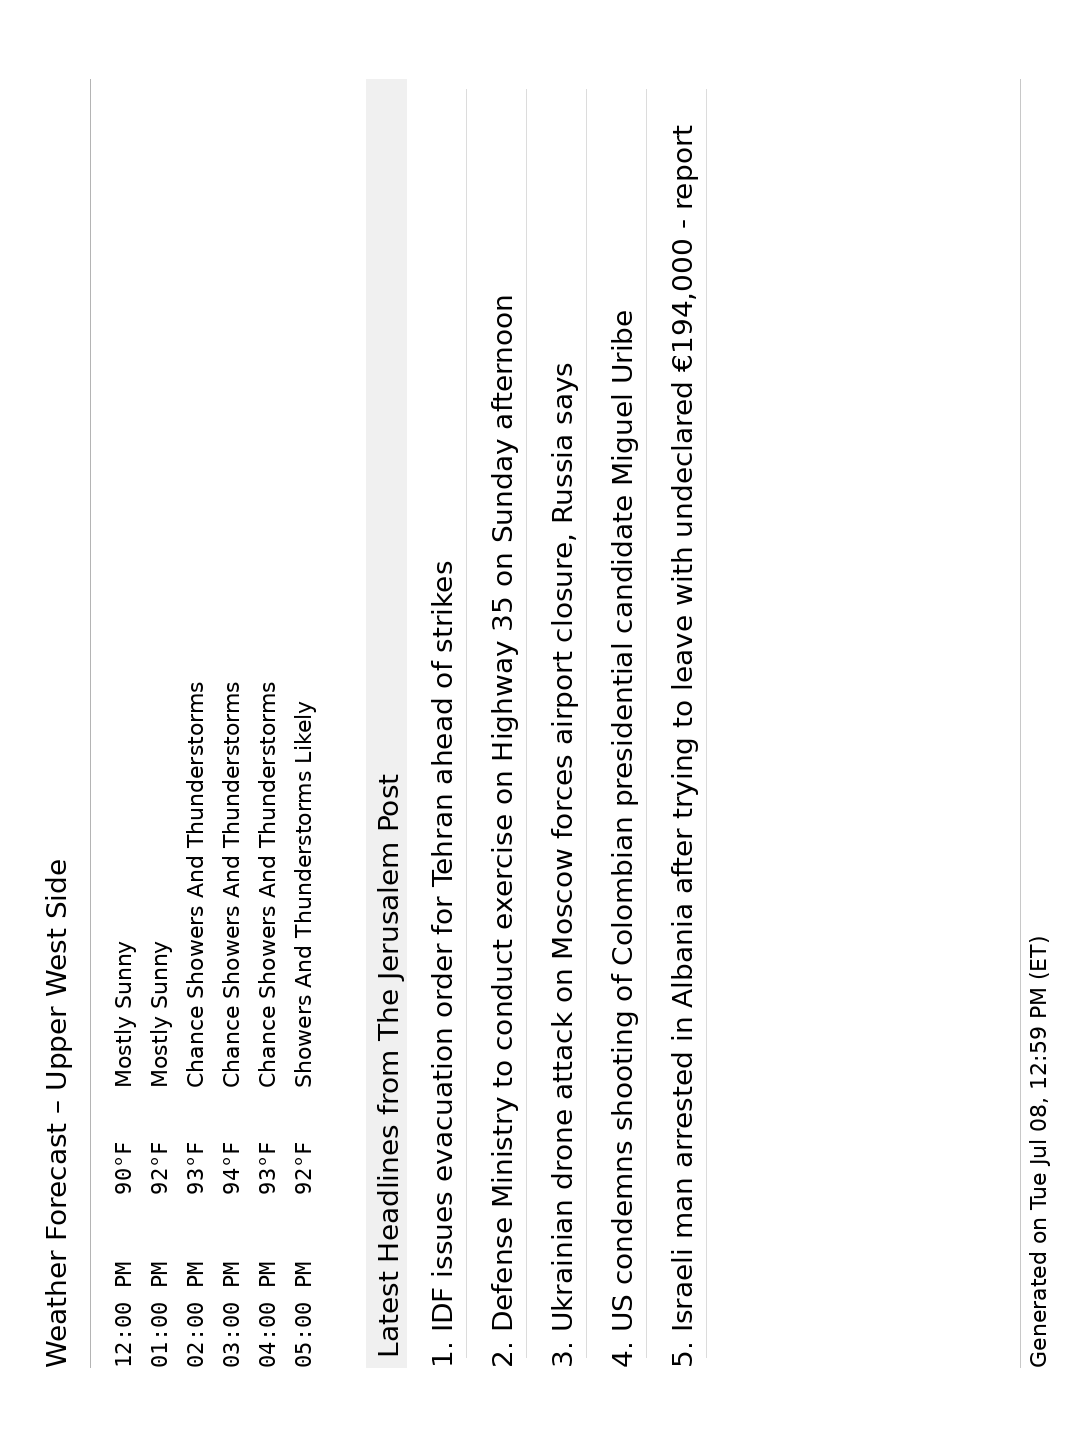 Weather Forecast – Upper West Side
12:00 PM 90°F Mostly Sunny
01:00 PM 92°F Mostly Sunny
02:00 PM 93°F Chance Showers And Thunderstorms
03:00 PM 94°F Chance Showers And Thunderstorms
04:00 PM 93°F Chance Showers And Thunderstorms
05:00 PM 92°F Showers And Thunderstorms Likely
Latest Headlines from The Jerusalem Post
1. IDF issues evacuation order for Tehran ahead of strikes
2. Defense Ministry to conduct exercise on Highway 35 on Sunday afternoon
3. Ukrainian drone attack on Moscow forces airport closure, Russia says
4. US condemns shooting of Colombian presidential candidate Miguel Uribe
5. Israeli man arrested in Albania after trying to leave with undeclared €194,000 - report
Generated on Tue Jul 08, 12:59 PM (ET)